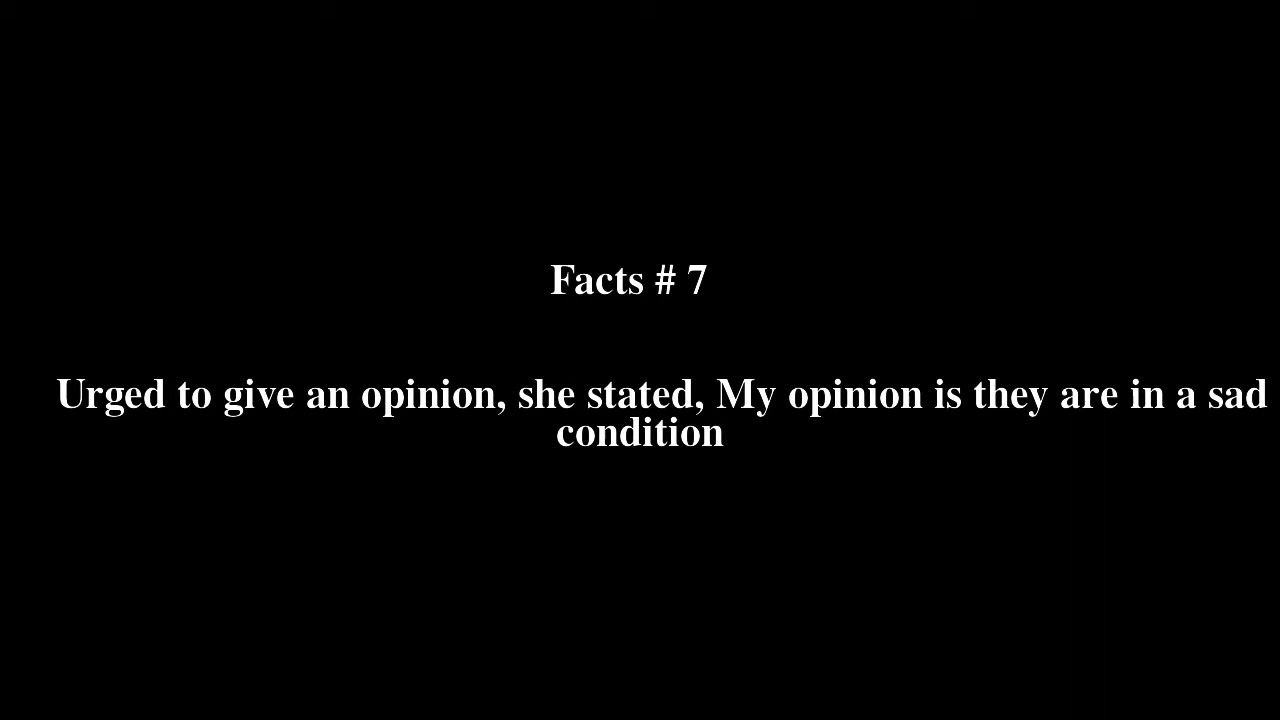 Facts # 7
Urged to give an opinion, she stated, My opinion is they are in a sad
condition